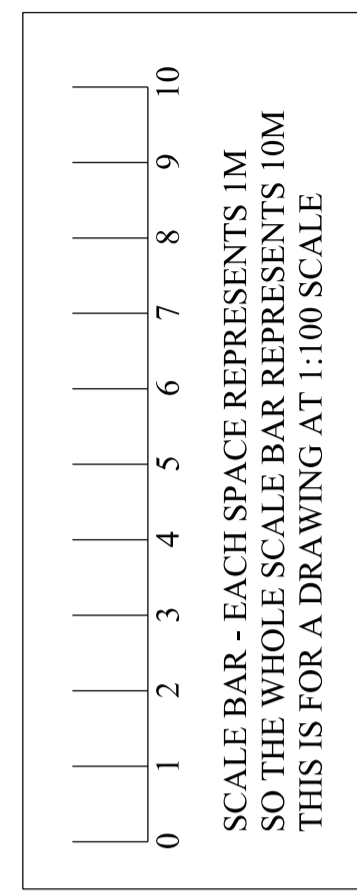 0 1 2 3 4 5 6 7 8 9 10
SCALE BAR - EACH SPACE REPRESENTS 1M
SO THE WHOLE SCALE BAR REPRESENTS 10M
THIS IS FOR A DRAWING AT 1:100 SCALE